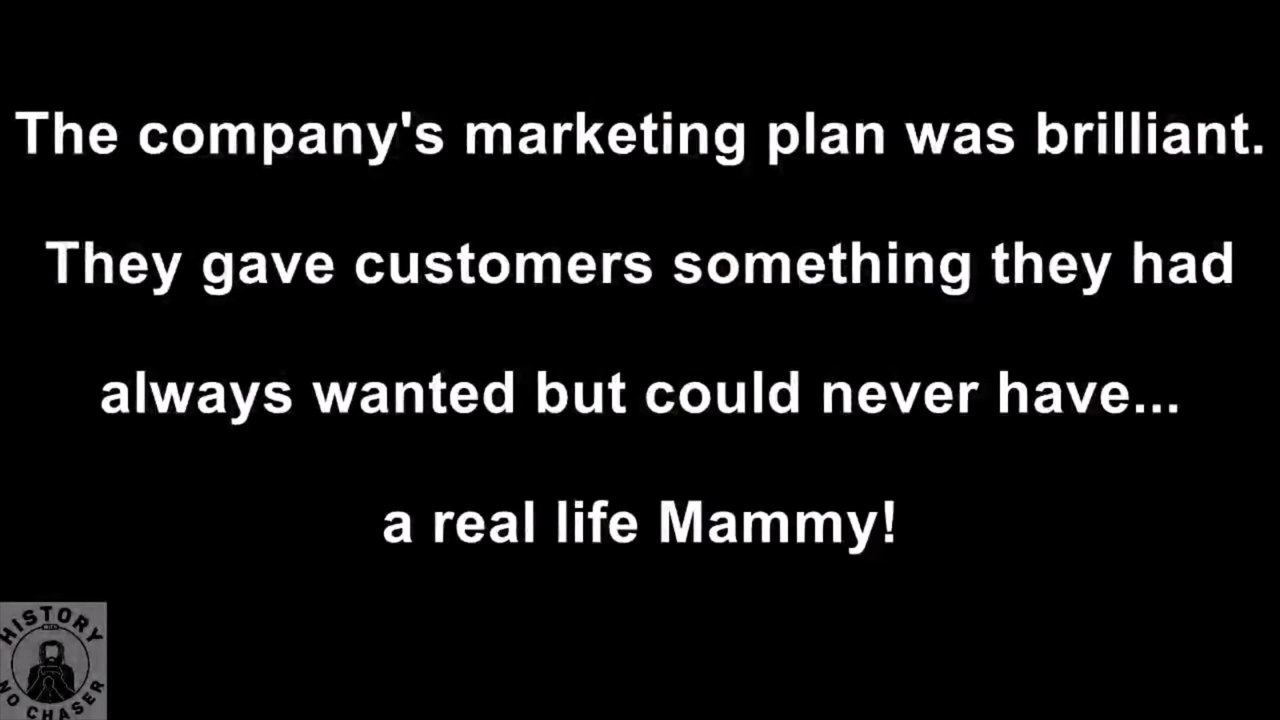 The company's marketing plan was brilliant.
They gave customers something they had
always wanted but could never have...
a real life Mammy!
HISTORY
WITH
NO CHASER